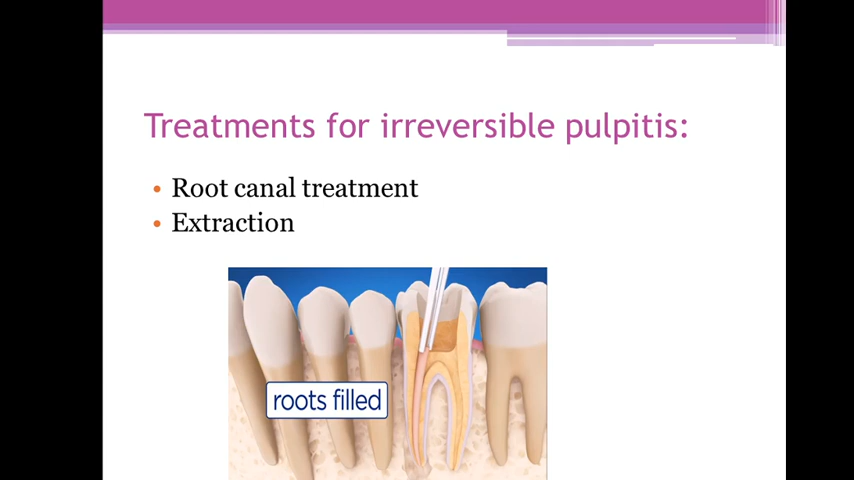 Treatments for irreversible pulpitis:
• Root canal treatment
• Extraction
roots filled